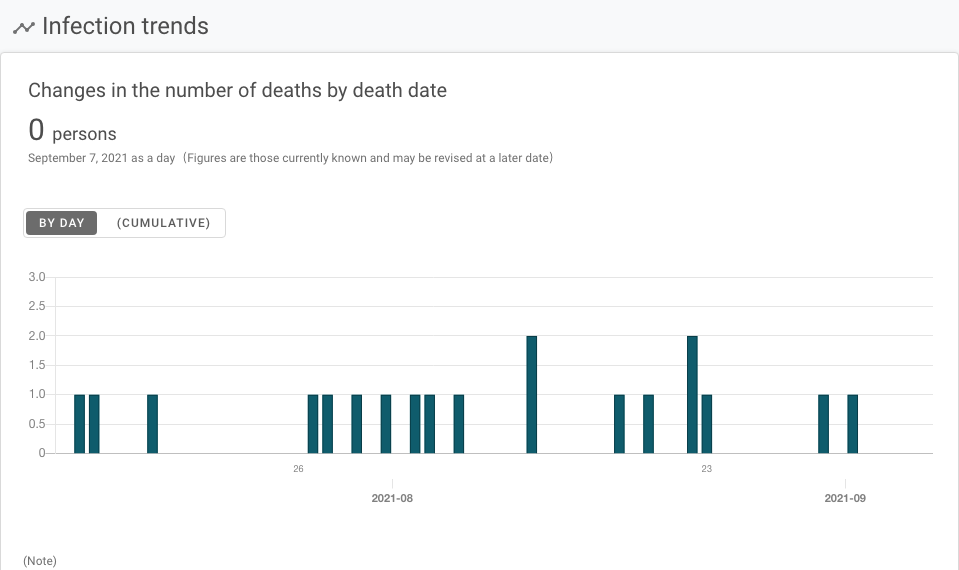 Infection trends
Changes in the number of deaths by death date
0 persons
September 7, 2021 as a day（Figures are those currently known and may be revised at a later date）
BY DAY (CUMULATIVE)
3.0
2.5
2.0
1.5
1.0
0.5
0
26 23
2021-08 2021-09
(Note)